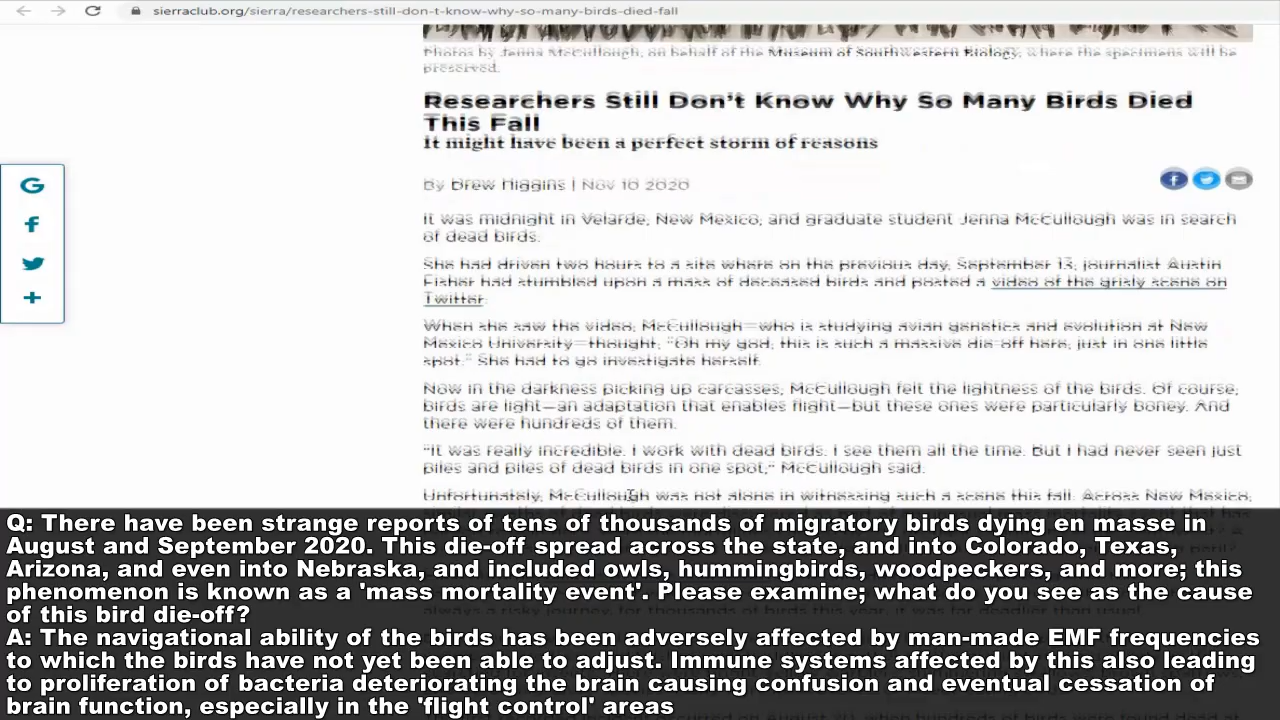 sierraclub.org/sierra/researchers-still-don-t-know-why-so-many-birds-died-fall
Photos by Jenna McCullough, on behalf of the Museum of Southwestern Biology, where the specimens will be
preserved.
Researchers Still Don't Know Why So Many Birds Died
This Fall
It might have been a perfect storm of reasons
By Drew Higgins | Nov 10 2020
It was midnight in Velarde, New Mexico, and graduate student Jenna McCullough was in search
of dead birds.
She had driven two hours to a site where on the previous day, September 13, journalist Austin
Fisher had stumbled upon a mass of deceased birds and posted a video of the grisly scene on
Twitter.
When she saw the video, McCullough—who is studying avian genetics and evolution at New
Mexico University—thought, "Oh my god, this is such a massive die-off here, just in one little
spot." She had to go investigate herself.
Now in the darkness picking up carcasses, McCullough felt the lightness of the birds. Of course,
birds are light—an adaptation that enables flight—but these ones were particularly boney. And
there were hundreds of them.
"It was really incredible. I work with dead birds. I see them all the time. But I had never seen just
piles and piles of dead birds in one spot," McCullough said.
Unfortunately, McCullough was not alone in witnessing such a scene this fall. Across New Mexico,
Q: There have been strange reports of tens of thousands of migratory birds dying en masse in
August and September 2020. This die-off spread across the state, and into Colorado, Texas,
Arizona, and even into Nebraska, and included owls, hummingbirds, woodpeckers, and more; this
phenomenon is known as a 'mass mortality event'. Please examine; what do you see as the cause
of this bird die-off?
A: The navigational ability of the birds has been adversely affected by man-made EMF frequencies
to which the birds have not yet been able to adjust. Immune systems affected by this also leading
to proliferation of bacteria deteriorating the brain causing confusion and eventual cessation of
brain function, especially in the 'flight control' areas